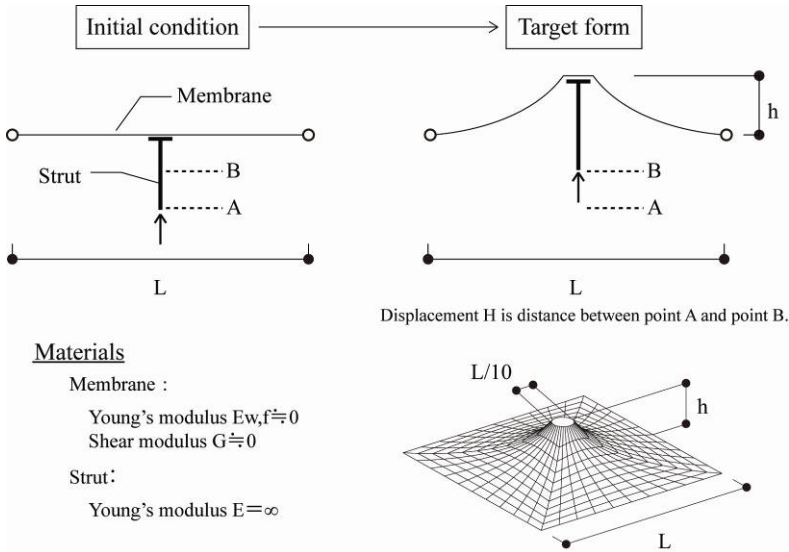 Initial condition
Target form
Membrane
Strut
B
A
L
h
B
A
L
Displacement H is distance between point A and point B.
Materials
Membrane :
Young's modulus Ew,f≒0
Shear modulus G≒0
Strut:
Young's modulus E=∞
L/10
h
L